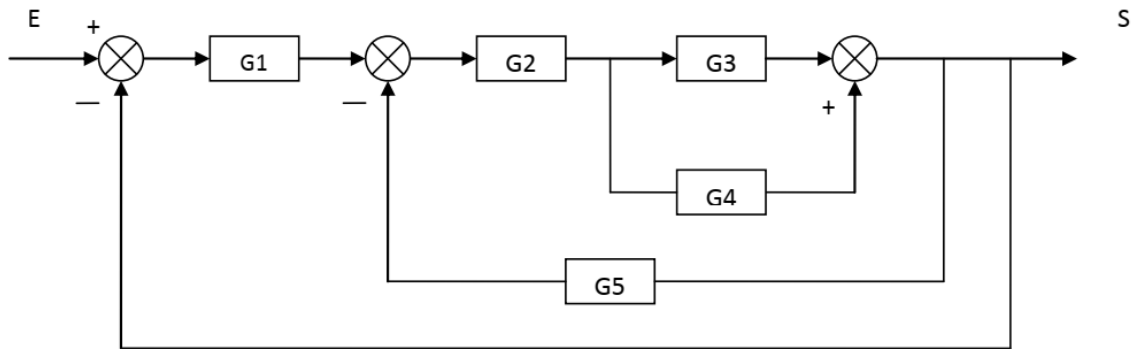 E S
+
G1 G2 G3
— — +
G4
G5